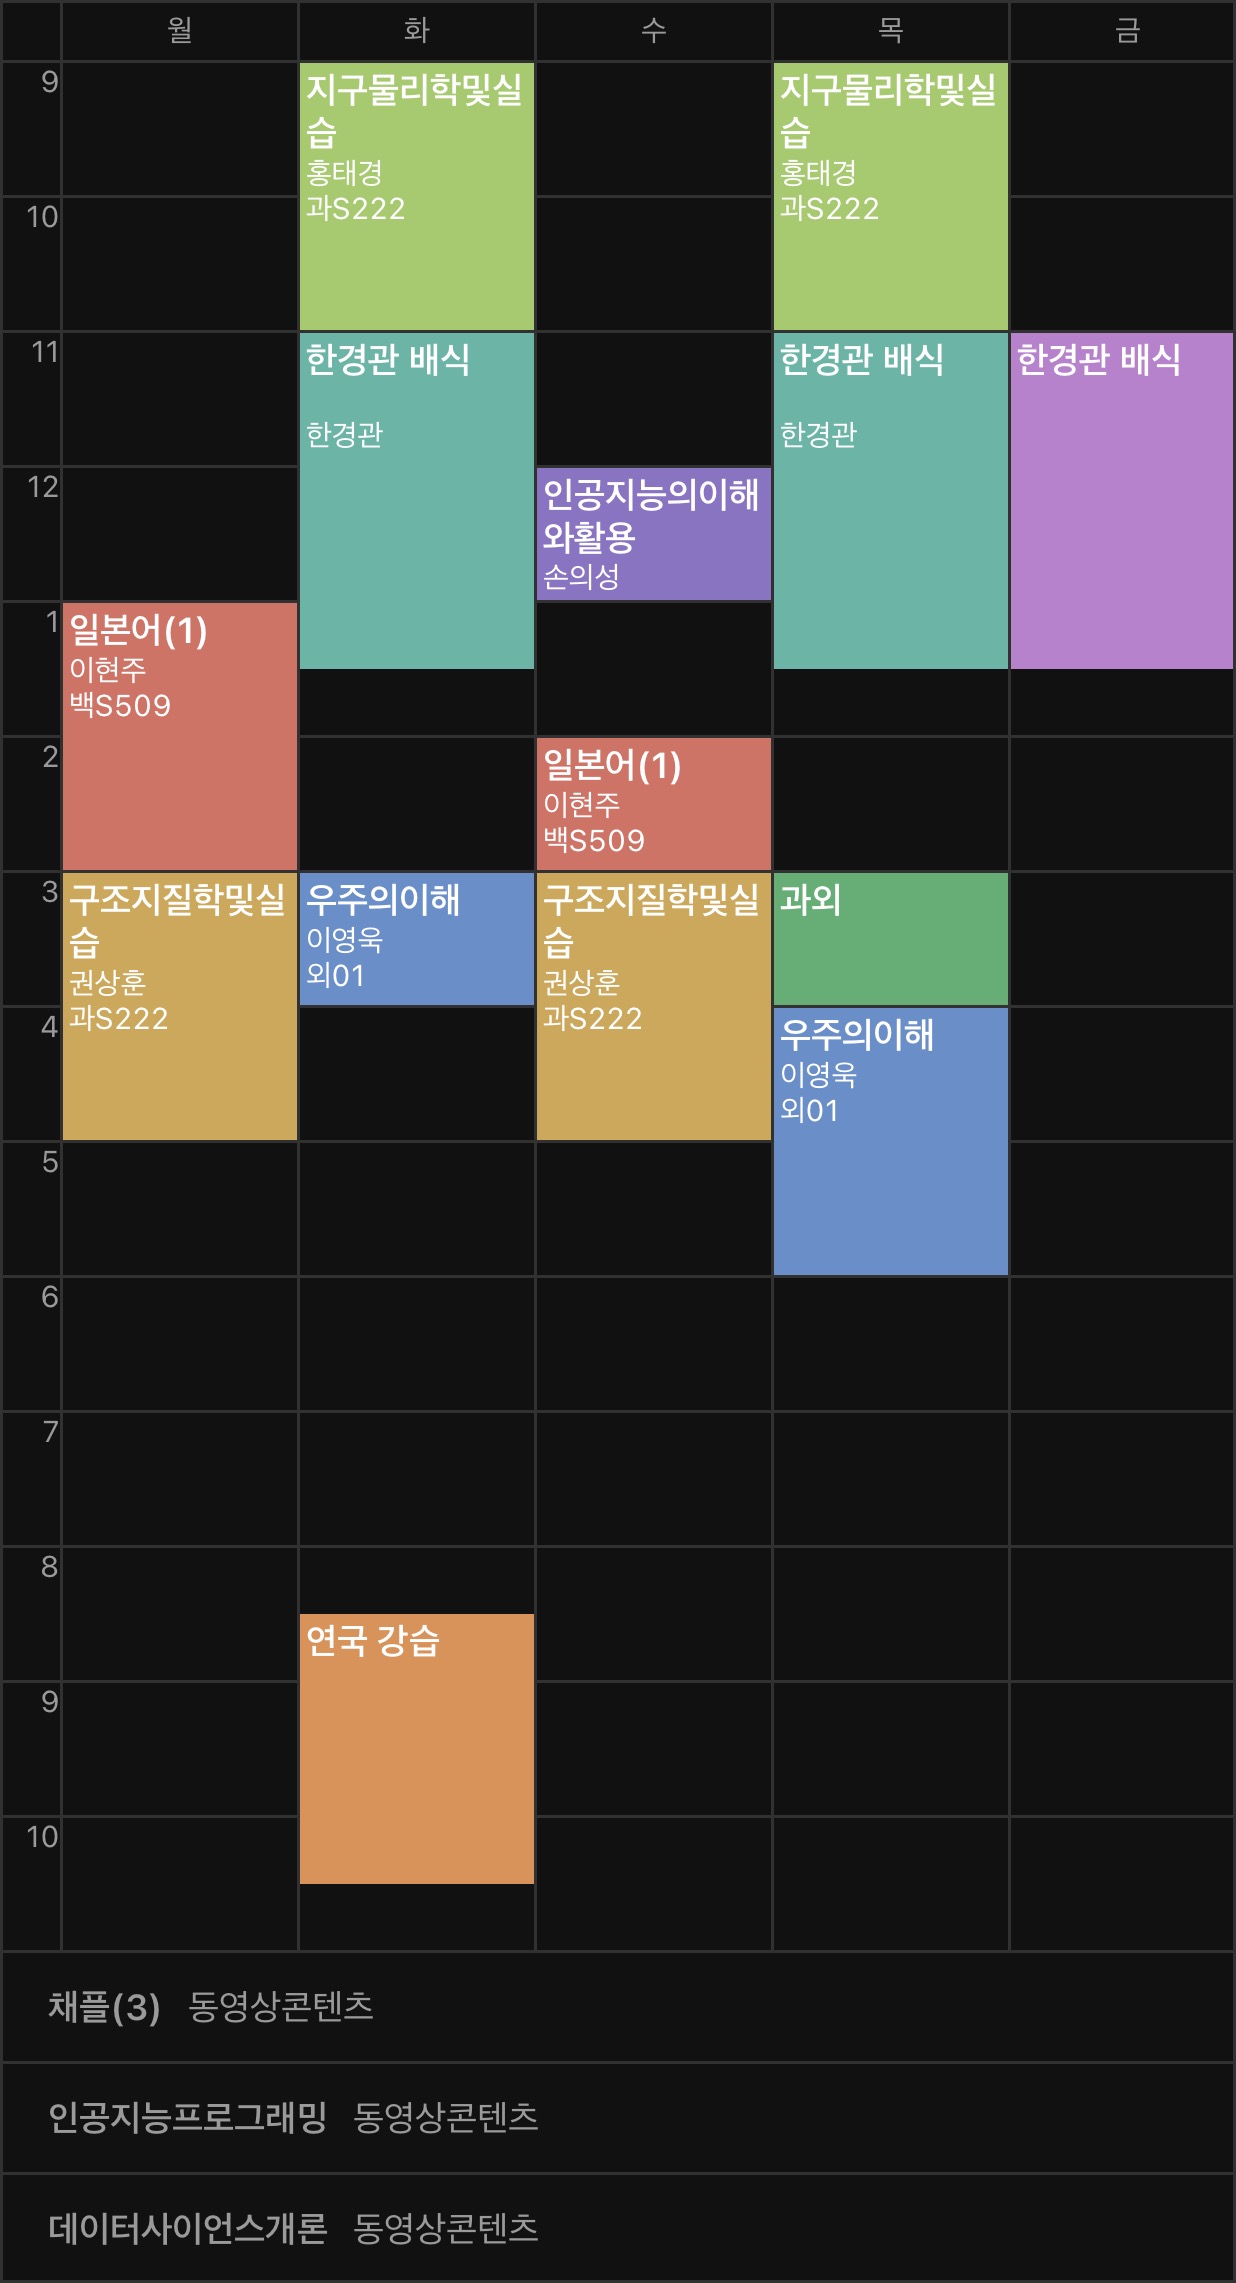 월 화 수 목 금
9
지구물리학및실
습
홍태경
과S222
지구물리학및실
습
홍태경
과S222
10
11
한경관 배식
한경관
한경관 배식
한경관
한경관 배식
12
인공지능의이해
와활용
손의성
1
일본어(1)
이현주
백S509
2
일본어(1)
이현주
백S509
3
구조지질학및실
습
권상훈
과S222
우주의이해
이영욱
외01
구조지질학및실
습
권상훈
과S222
과외
4
우주의이해
이영욱
외01
5
6
7
8
연국 강습
9
10
채플(3) 동영상콘텐츠
인공지능프로그래밍 동영상콘텐츠
데이터사이언스개론 동영상콘텐츠